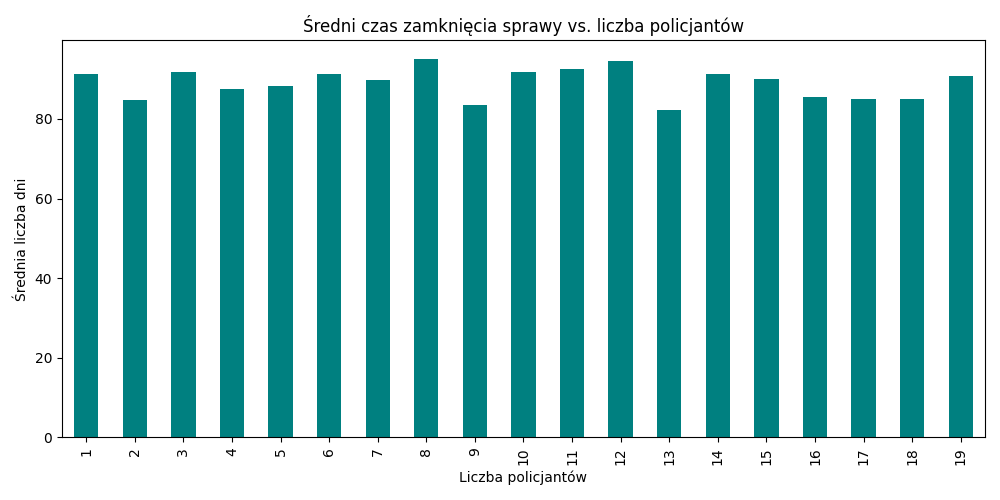 Średni czas zamknięcia sprawy vs. liczba policjantów
Średnia liczba dni
80
60
40
20
0
1 2 3 4 5 6 7 8 9 10 11 12 13 14 15 16 17 18 19
Liczba policjantów